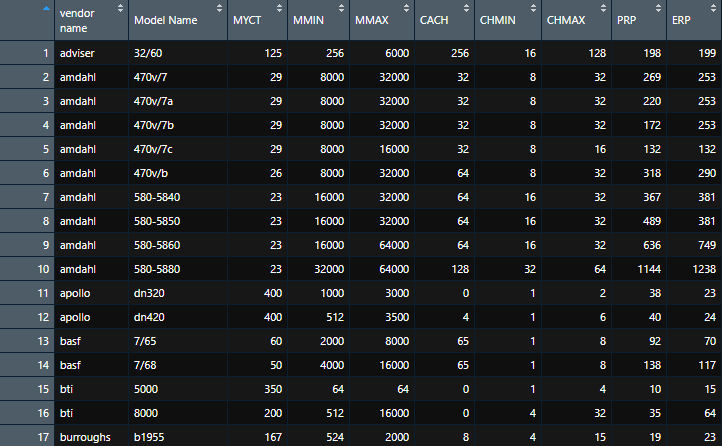 vendor name Model Name MYCT MMIN MMAX CACH CHMIN CHMAX PRP ERP
1 adviser 32/60 125 256 6000 256 16 128 198 199
2 amdahl 470v/7 29 8000 32000 32 8 32 269 253
3 amdahl 470v/7a 29 8000 32000 32 8 32 220 253
4 amdahl 470v/7b 29 8000 32000 32 8 32 172 253
5 amdahl 470v/7c 29 8000 16000 32 8 16 132 132
6 amdahl 470v/b 26 8000 32000 64 8 32 318 290
7 amdahl 580-5840 23 16000 32000 64 16 32 367 381
8 amdahl 580-5850 23 16000 32000 64 16 32 489 381
9 amdahl 580-5860 23 16000 64000 64 16 32 636 749
10 amdahl 580-5880 23 32000 64000 128 32 64 1144 1238
11 apollo dn320 400 1000 3000 0 1 2 38 23
12 apollo dn420 400 512 3500 4 1 6 40 24
13 basf 7/65 60 2000 8000 65 1 8 92 70
14 basf 7/68 50 4000 16000 65 1 8 138 117
15 bti 5000 350 64 64 0 1 4 10 15
16 bti 8000 200 512 16000 0 4 32 35 64
17 burroughs b1955 167 524 2000 8 4 15 19 23